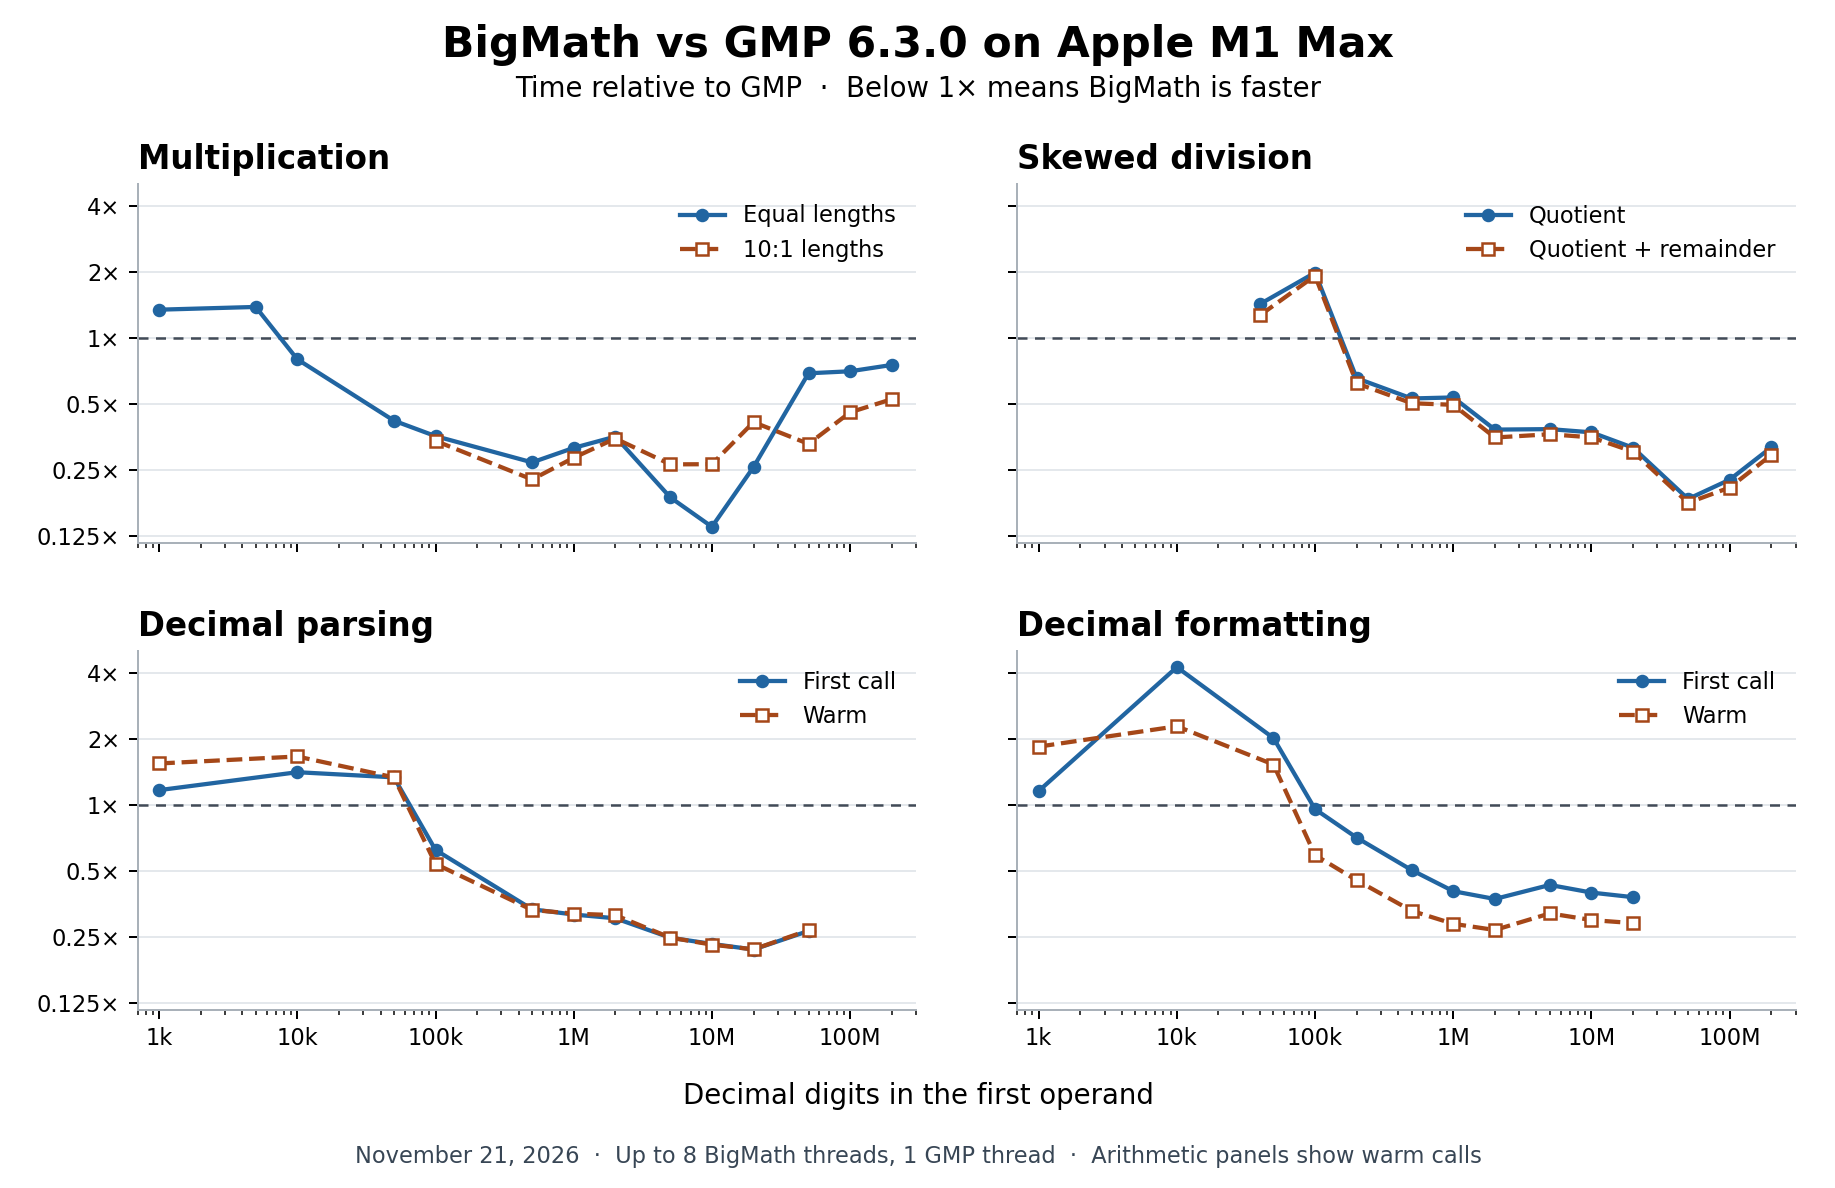 BigMath vs GMP 6.3.0 on Apple M1 Max
Time relative to GMP · Below 1× means BigMath is faster
Multiplication
4×
2×
1×
0.5×
0.25×
0.125×
Equal lengths
10:1 lengths
Skewed division
Quotient
Quotient + remainder
Decimal parsing
4×
2×
1×
0.5×
0.25×
0.125×
First call
Warm
1k 10k 100k 1M 10M 100M
Decimal formatting
First call
Warm
1k 10k 100k 1M 10M 100M
Decimal digits in the first operand
November 21, 2026 · Up to 8 BigMath threads, 1 GMP thread · Arithmetic panels show warm calls